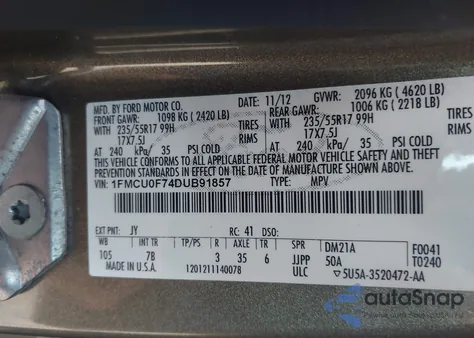 MFD. BY FORD MOTOR CO. 11/12 GVWR: 2096 KG ( 4620 LB)
FRONT GAWR: 1098 KG ( 2420 LB) REAR GAWR: 1006 KG ( 2218 LB)
WITH WITH
235/55R17 99H TIRES 235/55R17 99H TIRES
17X7.5J RIMS 17X7.5J RIMS
AT 240 kPa/ 35 PSI COLD AT 240 kPa/ 35 PSI COLD
THIS VEHICLE CONFORMS TO ALL APPLICABLE FEDERAL MOTOR VEHICLE SAFETY AND THEFT
PREVENTION STANDARDS IN EFFECT ON THE DATE OF MANUFACTURE SHOWN ABOVE.
VIN: 1FMCU0F74DUB91857 TYPE: MPV
EXT PNT: JY RC: 41 DSO:
WB INT TR TP/PS R AXLE TR SPR DM21A F0041
105 7B 3 35 6 JJPP 50A T0240
MADE IN U.S.A. 1201211140078 ULC 5U5A-3520472-AA
autoSnap